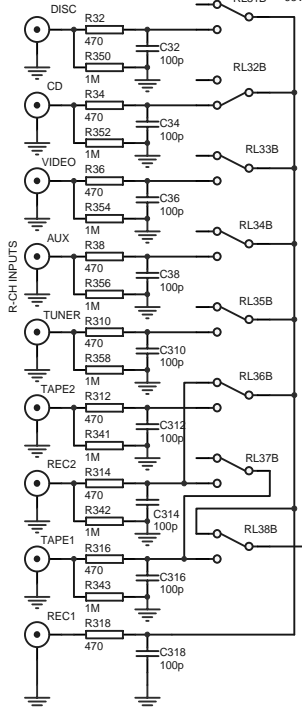 DISC
R32
470
R350
1M
C32
100p
CD
R34
470
R352
1M
C34
100p
RL32B
VIDEO
R36
470
R354
1M
C36
100p
RL33B
AUX
R38
470
R356
1M
C38
100p
RL34B
R-CH INPUTS
TUNER
R310
470
R358
1M
C310
100p
RL35B
TAPE2
R312
470
R341
1M
C312
100p
RL36B
REC2
R314
470
R342
1M
C314
100p
RL37B
TAPE1
R316
470
R343
1M
C316
100p
RL38B
REC1
R318
470
C318
100p